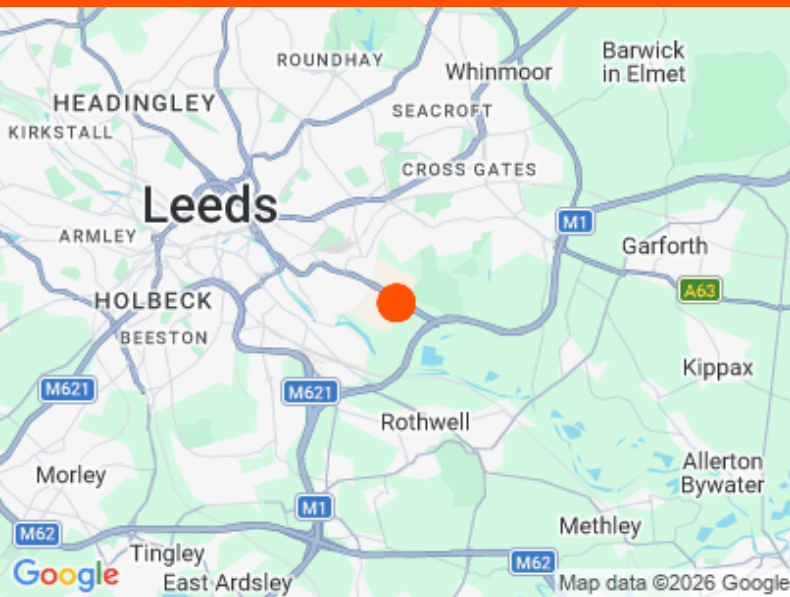 ROUNDHAY
Barwick
in Elmet
Whinmoor
HEADINGLEY
SEACROFT
KIRKSTALL
CROSS GATES
Leeds
M1
ARMLEY
Garforth
A63
HOLBECK
BEESTON
Kippax
M621
M621
Rothwell
Allerton
Bywater
Morley
M1
Methley
M62
Tingley
M62
Google
East Ardsley
Map data ©2026 Google